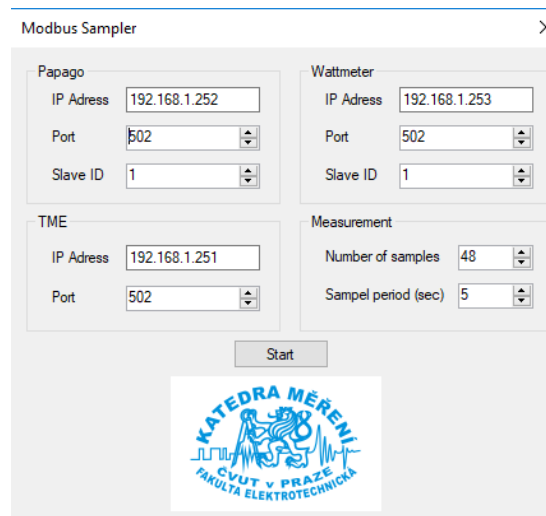 Modbus Sampler
Papago
IP Adress 192.168.1.252
Port 502
Slave ID 1
Wattmeter
IP Adress 192.168.1.253
Port 502
Slave ID 1
TME
IP Adress 192.168.1.251
Port 502
Measurement
Number of samples 48
Sampel period (sec) 5
Start
KATEDRA MĚŘENÍ
ČVUT V PRAZE
FAKULTA ELEKTROTECHNICKÁ